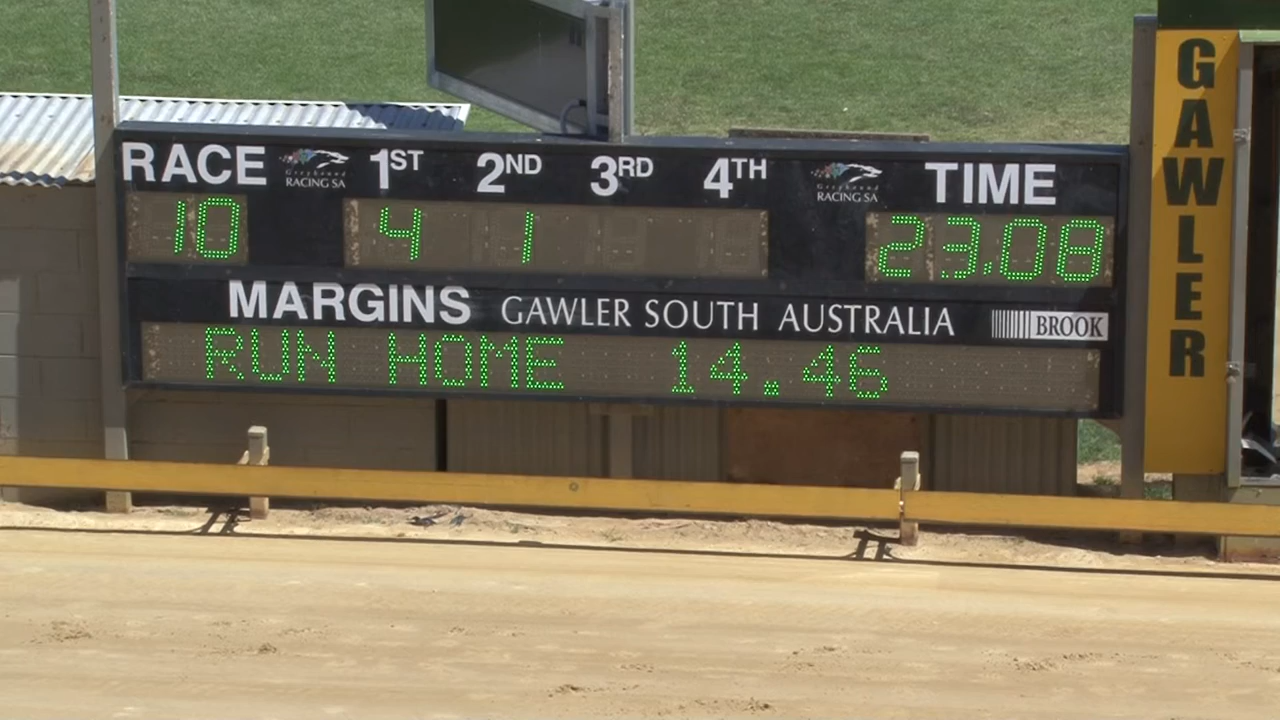 RACE Greyhound RACING SA 1ST 2ND 3RD 4TH Greyhound RACING SA TIME
10 4 1 23.08
MARGINS GAWLER SOUTH AUSTRALIA BROOK
RUN HOME 14.46
GAWLER